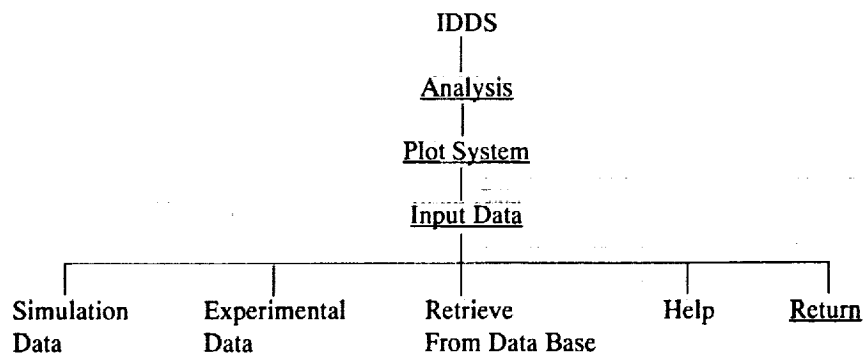 IDDS
Analysis
Plot System
Input Data
Simulation Data
Experimental Data
Retrieve From Data Base
Help
Return